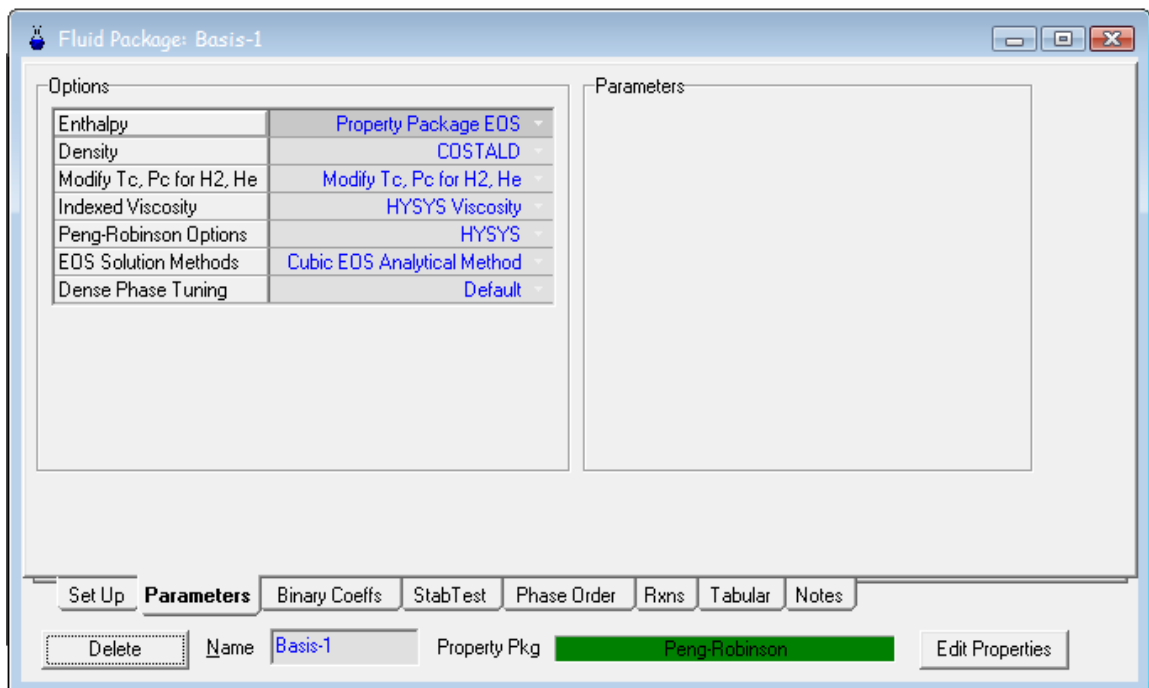 Fluid Package: Basis-1
Options
Parameters
Enthalpy Property Package EOS
Density COSTALD
Modify Tc, Pc for H2, He Modify Tc, Pc for H2, He
Indexed Viscosity HYSYS Viscosity
Peng-Robinson Options HYSYS
EOS Solution Methods Cubic EOS Analytical Method
Dense Phase Tuning Default
Set Up Parameters Binary Coeffs StabTest Phase Order Rxns Tabular Notes
Delete Name Basis-1 Property Pkg Peng-Robinson Edit Properties